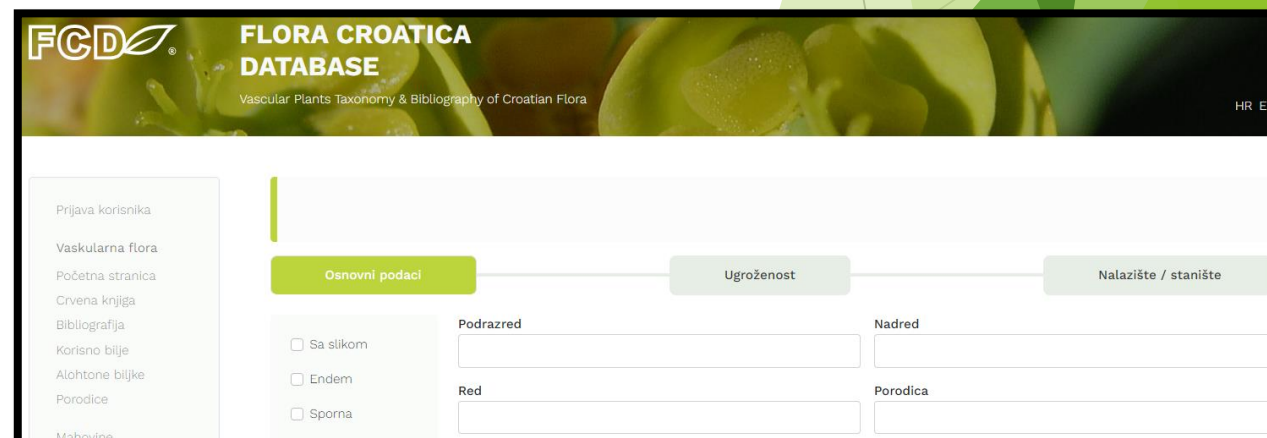 FCD®
FLORA CROATICA
DATABASE
Vascular Plants Taxonomy & Bibliography of Croatian Flora
HR E
Prijava korisnika
Vaskularna flora
Početna stranica
Crvena knjiga
Bibliografija
Korisno bilje
Alohtone biljke
Porodice
Mahovine
Osnovni podaci
Ugroženost
Nalazište / stanište
Sa slikom
Endem
Sporna
Podrazred
Nadred
Red
Porodica